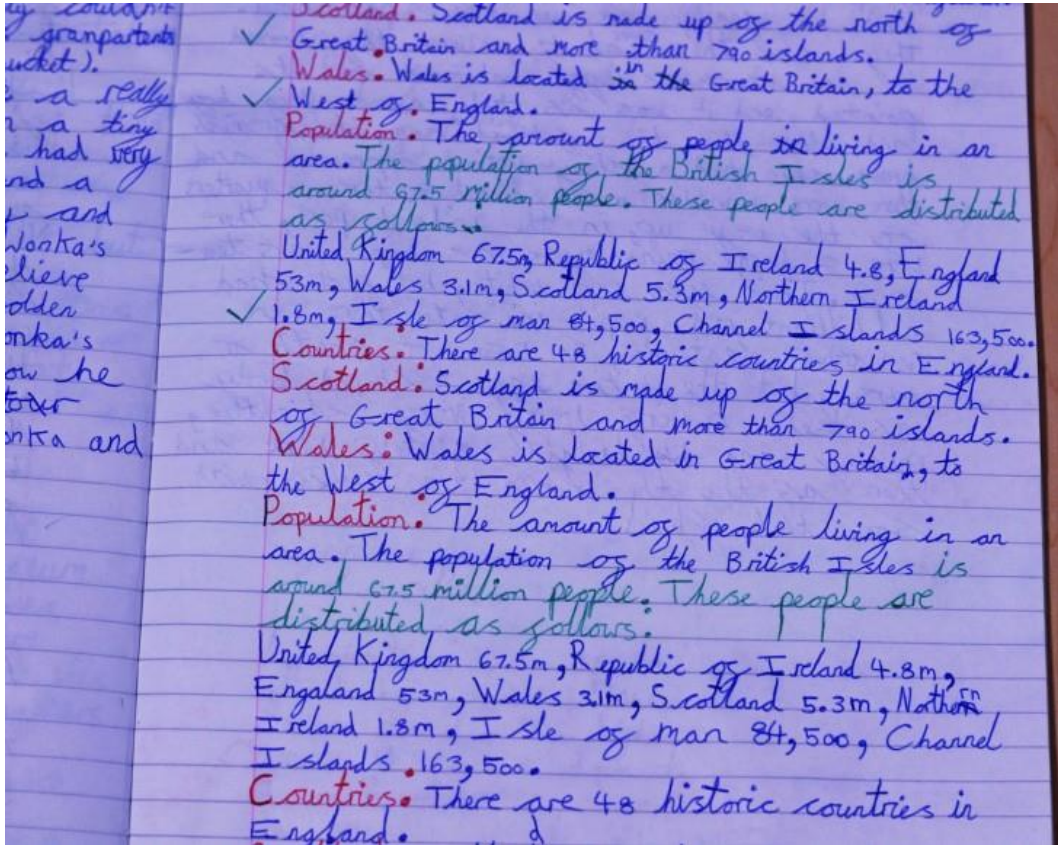 y couldn't
granpartents
ucket).
a really
a tiny
had very
nd a
and
Wonka's
elieve
olden
onka's
ow he
onka and
Scotland. Scotland is made up of the north of
Great Britain and more than 790 islands.
Wales. Wales is located in the Great Britain, to the
West of England.
Population. The amount of people in living in an
area. The population of the British Isles is
around 67.5 Million people. These people are distributed
as follows.
United Kingdom 67.5m, Republic of Ireland 4.8, England
53m, Wales 3.1m, Scotland 5.3m, Northern Ireland
1.8m, Isle of man 84,500, Channel Islands 163,500.
Countries. There are 48 historic countries in England.
Scotland: Scotland is made up of the north
of Great Britain and more than 790 islands.
Wales: Wales is located in Great Britain, to
the West of England.
Population: The amount of people living in an
area. The population of the British Isles is
around 67.5 million people. These people are
distributed as follows:
United Kingdom 67.5m, Republic of Ireland 4.8m,
Engaland 53m, Wales 3.1m, Scotland 5.3m, Nothern
Ireland 1.8m, Isle of man 84,500, Channel
Islands .163,500.
Countries. There are 48 historic countries in
England.